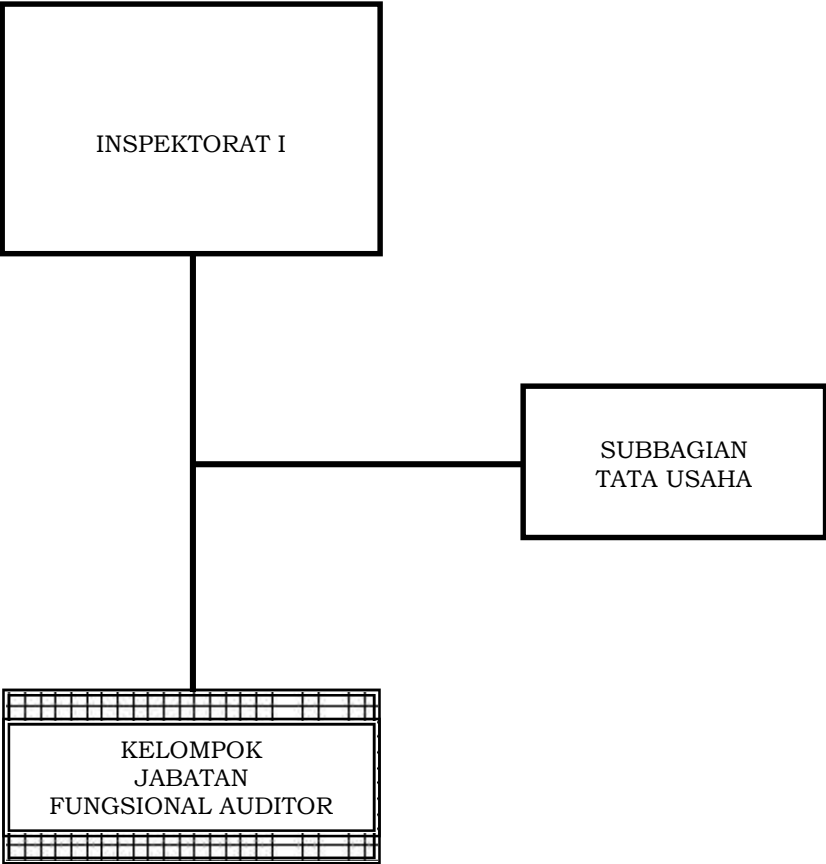 INSPEKTORAT I
SUBBAGIAN
TATA USAHA
KELOMPOK
JABATAN
FUNGSIONAL AUDITOR